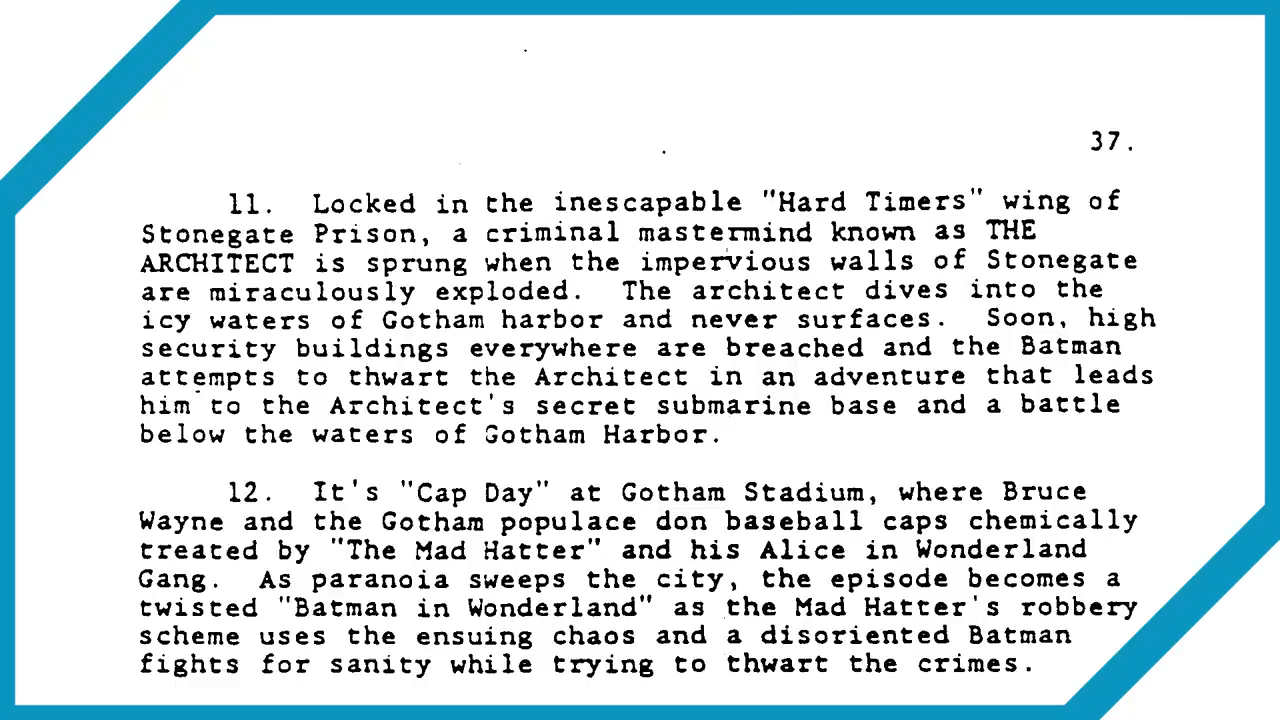 37.
11. Locked in the inescapable "Hard Timers" wing of
Stonegate Prison, a criminal mastermind known as THE
ARCHITECT is sprung when the impervious walls of Stonegate
are miraculously exploded. The architect dives into the
icy waters of Gotham harbor and never surfaces. Soon, high
security buildings everywhere are breached and the Batman
attempts to thwart the Architect in an adventure that leads
him to the Architect's secret submarine base and a battle
below the waters of Gotham Harbor.
12. It's "Cap Day" at Gotham Stadium, where Bruce
Wayne and the Gotham populace don baseball caps chemically
treated by "The Mad Hatter" and his Alice in Wonderland
Gang. As paranoia sweeps the city, the episode becomes a
twisted "Batman in Wonderland" as the Mad Hatter's robbery
scheme uses the ensuing chaos and a disoriented Batman
fights for sanity while trying to thwart the crimes.